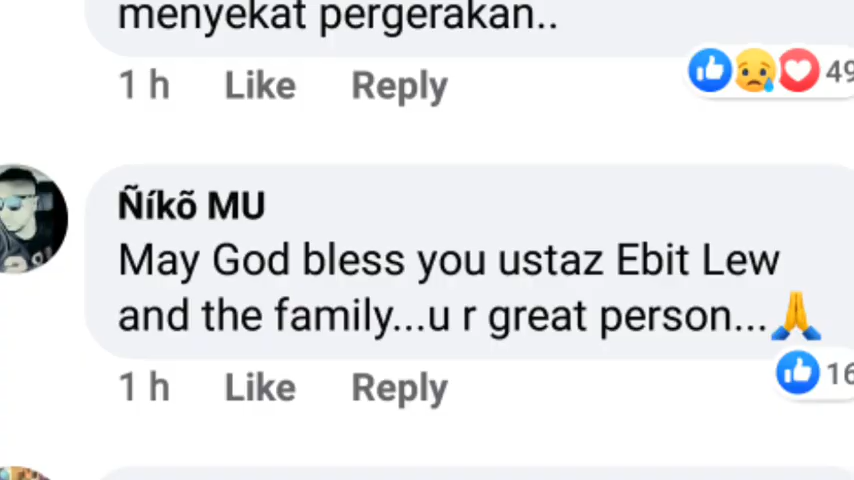 menyekat pergerakan..
1 h Like Reply 49
Ñíkõ MU
May God bless you ustaz Ebit Lew
and the family...u r great person...🙏
1 h Like Reply 16